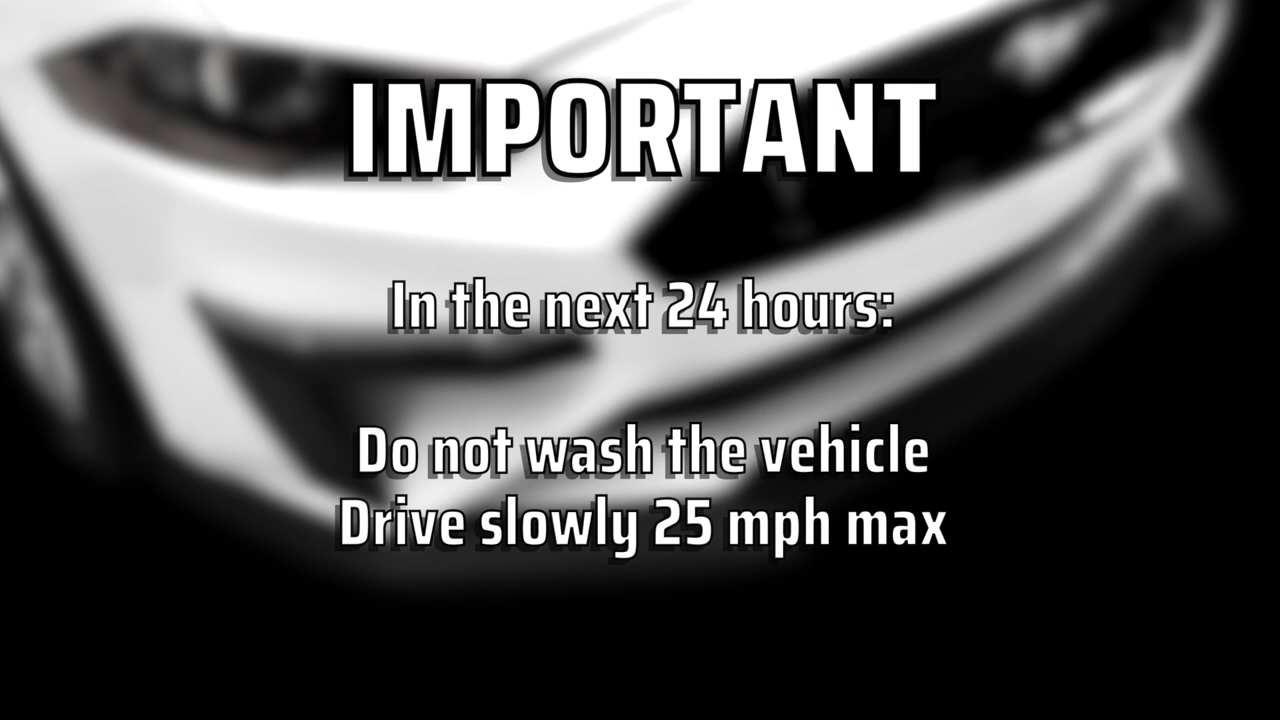 IMPORTANT
In the next 24 hours:
Do not wash the vehicle
Drive slowly 25 mph max